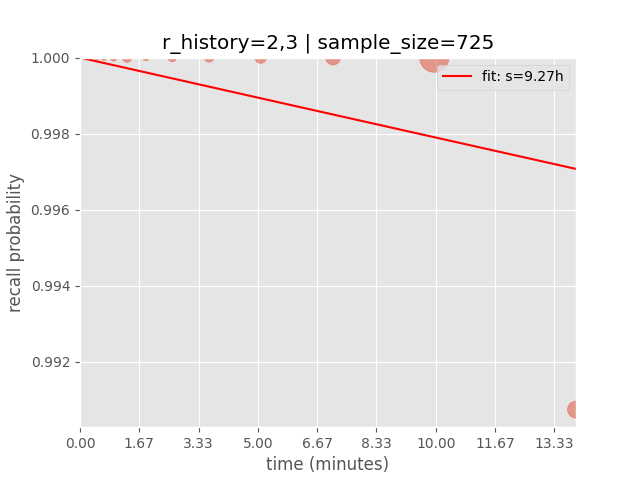 r_history=2,3 | sample_size=725
fit: s=9.27h
1.000
0.998
0.996
0.994
0.992
recall probability
0.00 1.67 3.33 5.00 6.67 8.33 10.00 11.67 13.33
time (minutes)